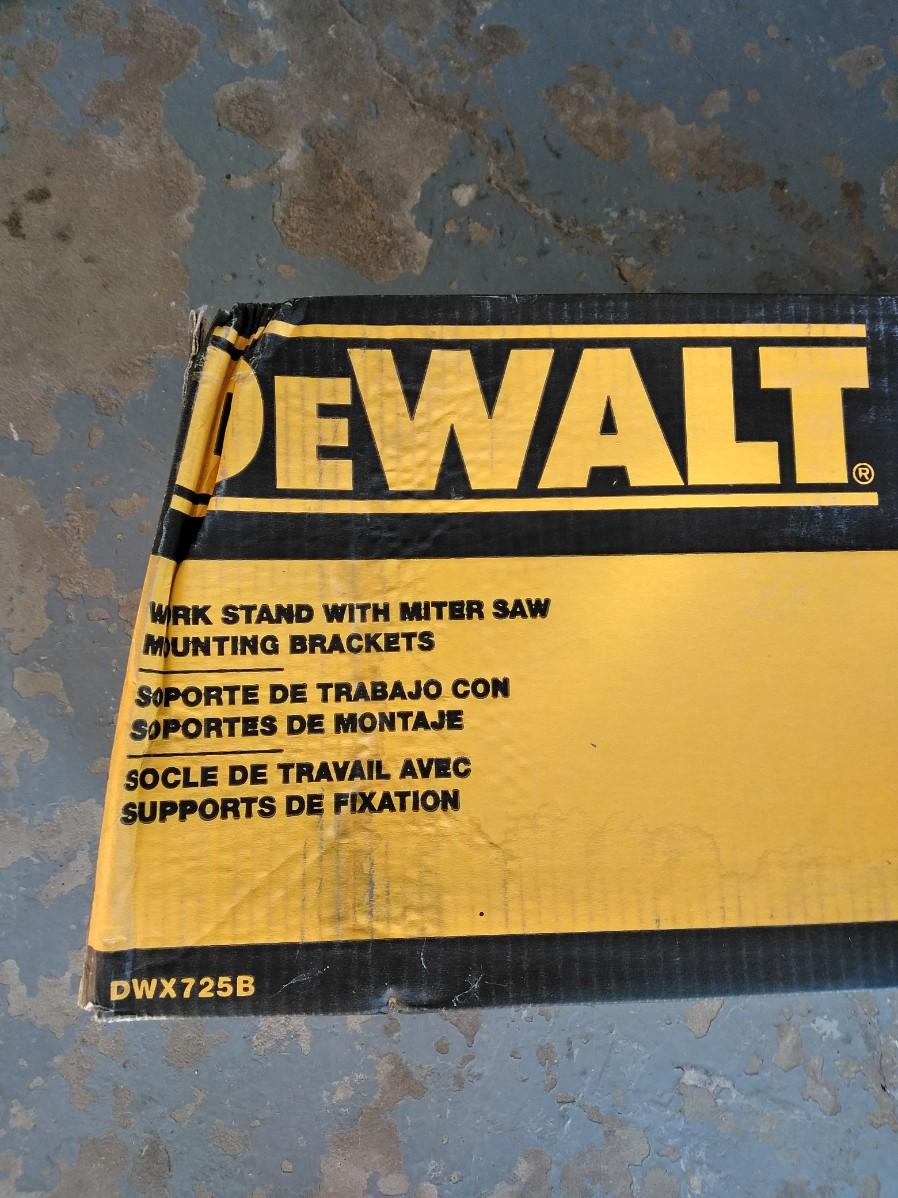 DEWALT®
WORK STAND WITH MITER SAW
MOUNTING BRACKETS
SOPORTE DE TRABAJO CON
SOPORTES DE MONTAJE
SOCLE DE TRAVAIL AVEC
SUPPORTS DE FIXATION
DWX725B